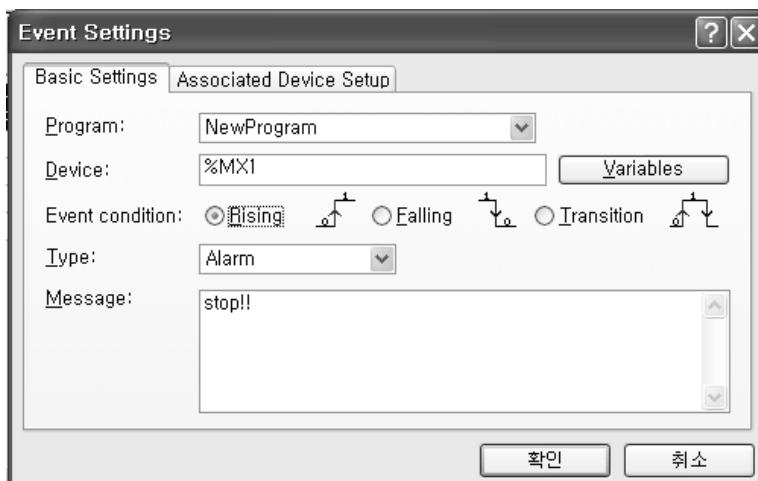 Event Settings
Basic Settings Associated Device Setup
Program: NewProgram
Device: %MX1 Variables
Event condition: Rising Falling Transition
Type: Alarm
Message: stop!!
확인 취소